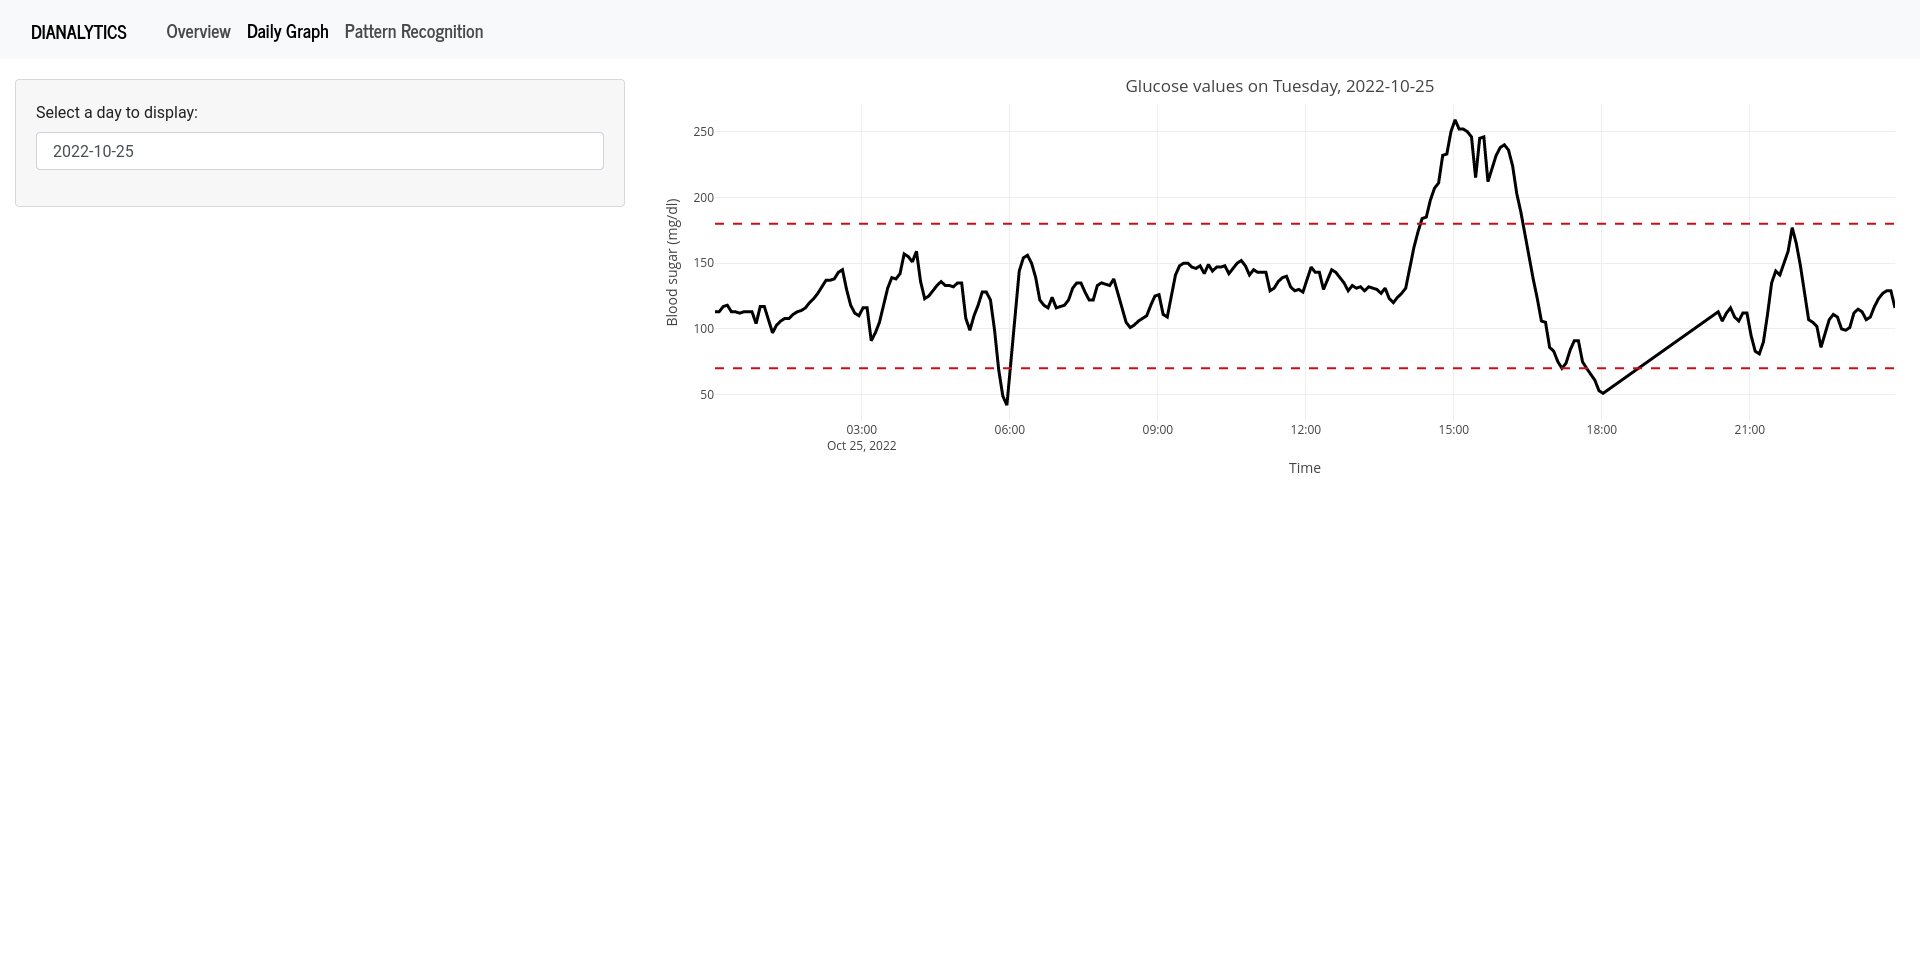 DIANALYTICS Overview Daily Graph Pattern Recognition
Select a day to display:
2022-10-25
Glucose values on Tuesday, 2022-10-25
Blood sugar (mg/dl)
250
200
150
100
50
03:00 06:00 09:00 12:00 15:00 18:00 21:00
Oct 25, 2022
Time